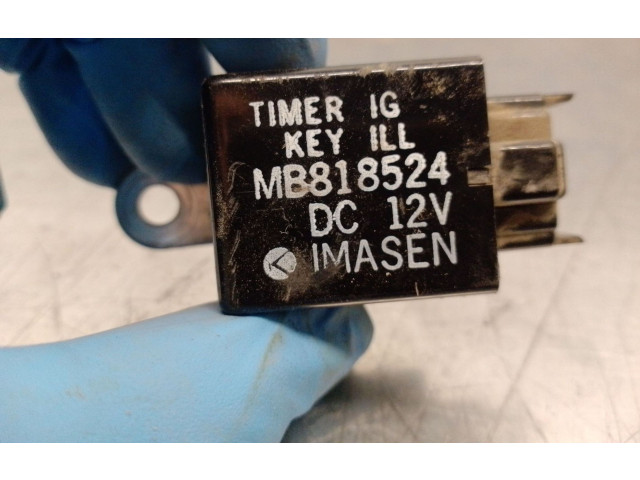 TIMER IG
KEY ILL
MB818524
DC 12V
IMASEN